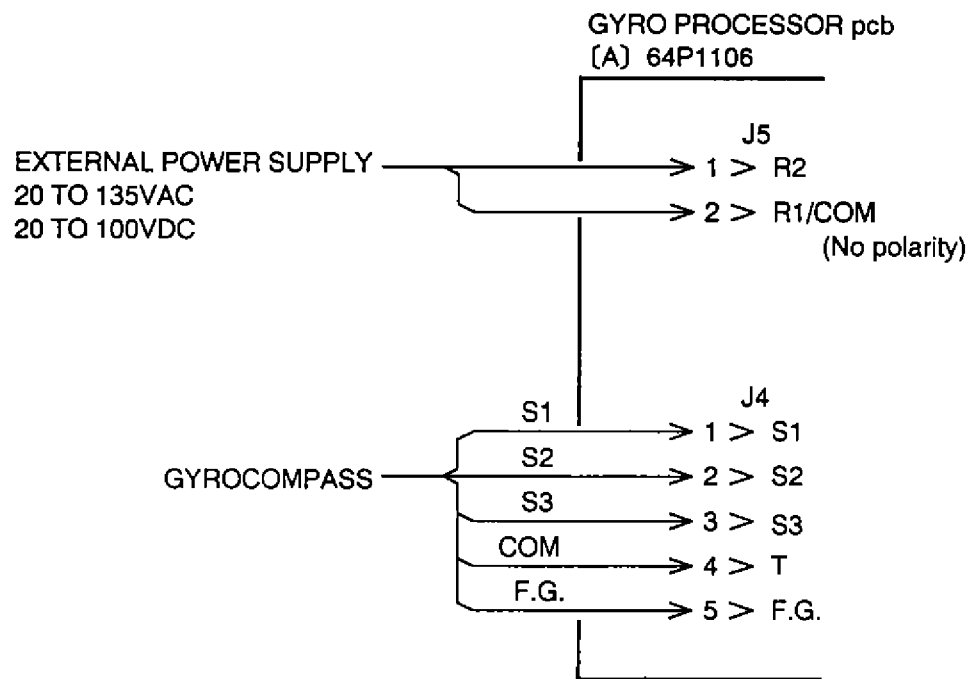 GYRO PROCESSOR pcb
(A) 64P1106
J5
EXTERNAL POWER SUPPLY
20 TO 135VAC
20 TO 100VDC
1 > R2
2 > R1/COM
(No polarity)
J4
GYROCOMPASS
S1 1 > S1
S2 2 > S2
S3 3 > S3
COM 4 > T
F.G. 5 > F.G.